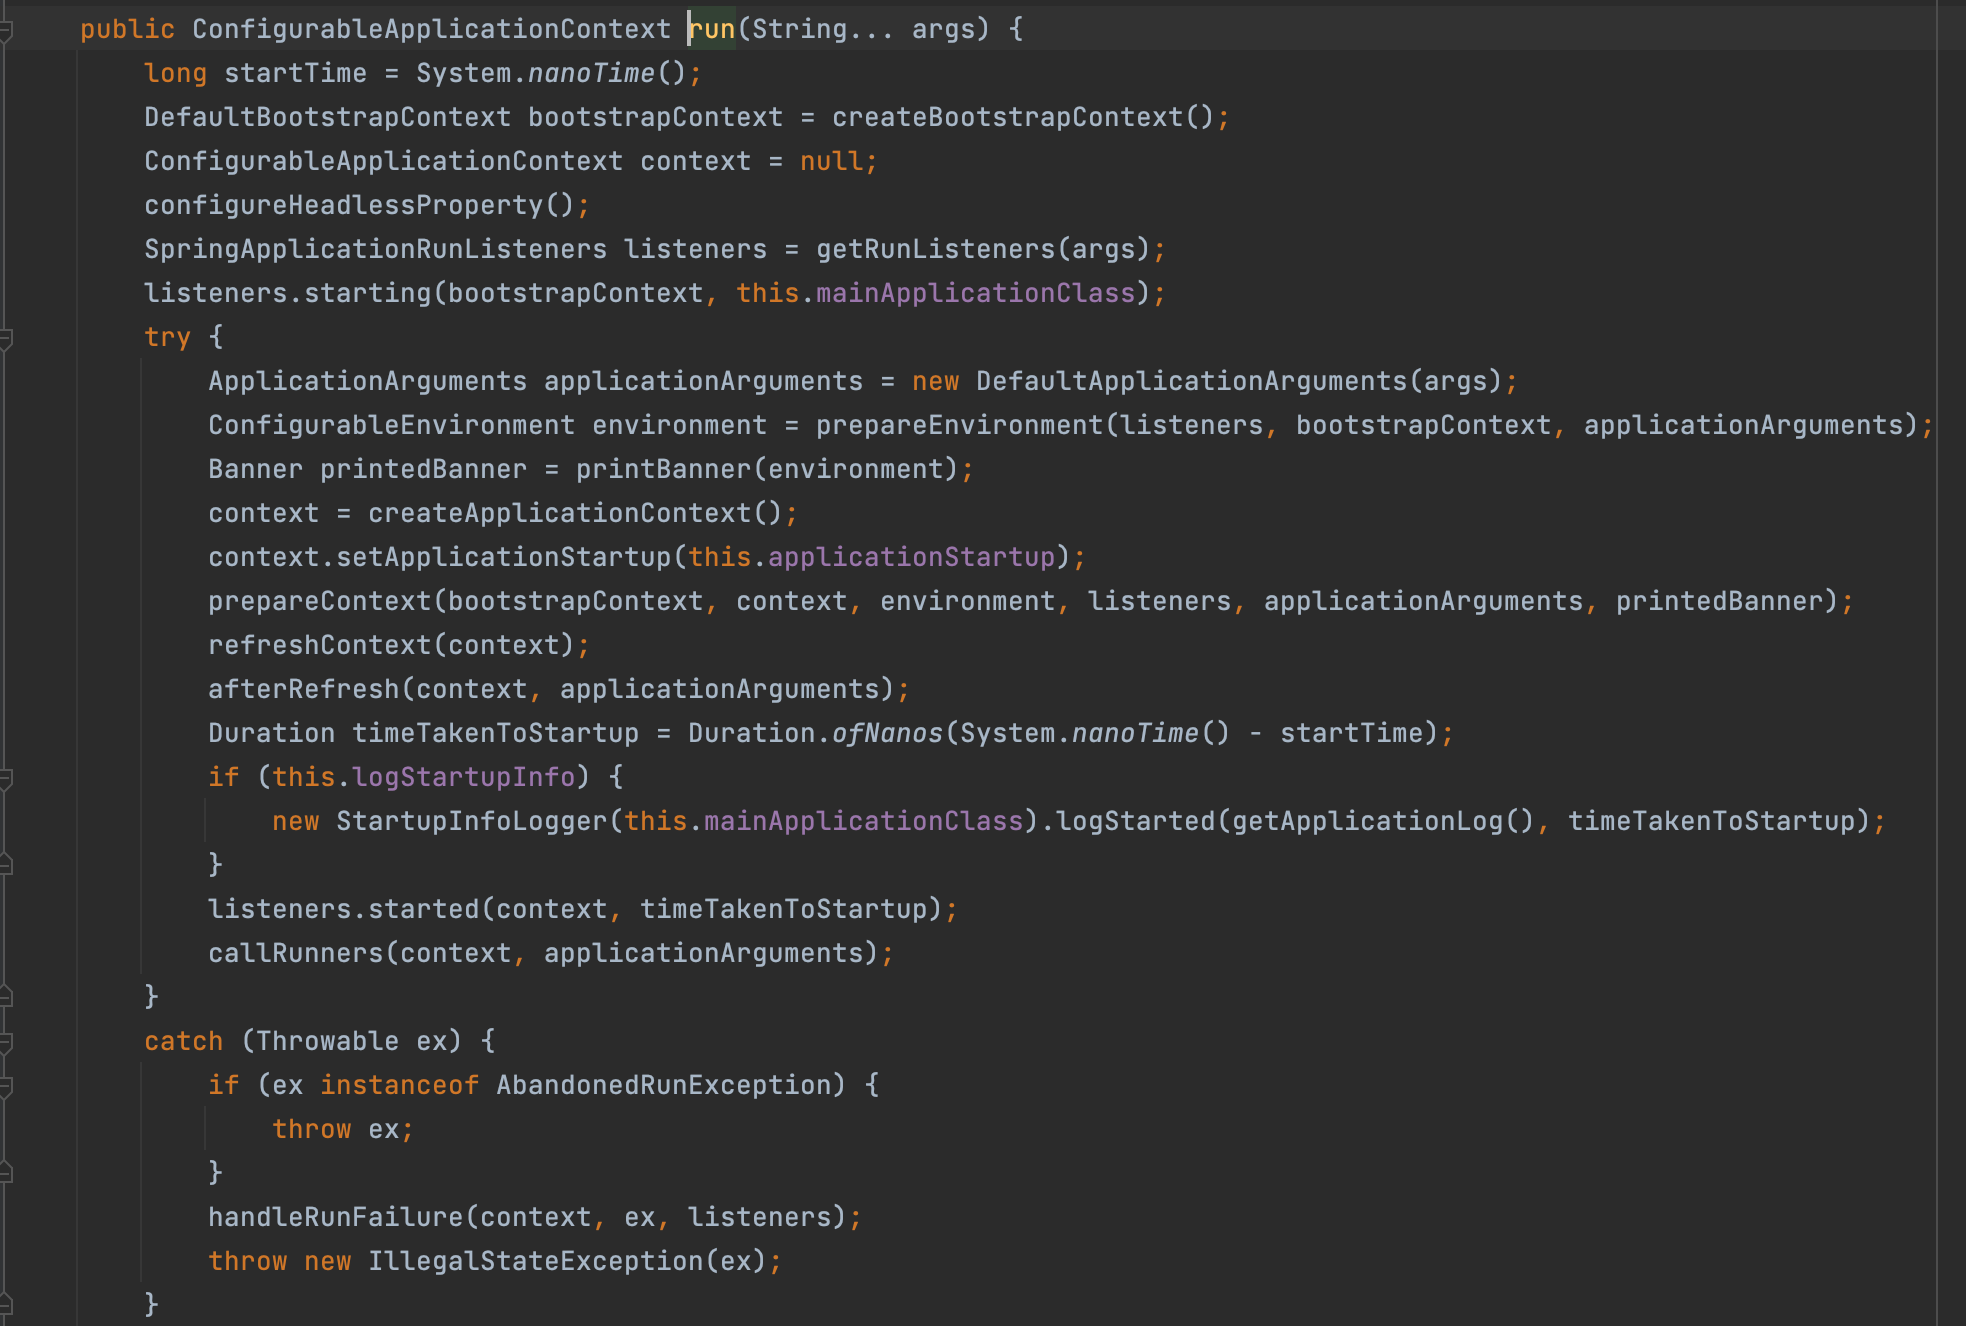 public ConfigurableApplicationContext run(String... args) {
long startTime = System.nanoTime();
DefaultBootstrapContext bootstrapContext = createBootstrapContext();
ConfigurableApplicationContext context = null;
configureHeadlessProperty();
SpringApplicationRunListeners listeners = getRunListeners(args);
listeners.starting(bootstrapContext, this.mainApplicationClass);
try {
ApplicationArguments applicationArguments = new DefaultApplicationArguments(args);
ConfigurableEnvironment environment = prepareEnvironment(listeners, bootstrapContext, applicationArguments);
Banner printedBanner = printBanner(environment);
context = createApplicationContext();
context.setApplicationStartup(this.applicationStartup);
prepareContext(bootstrapContext, context, environment, listeners, applicationArguments, printedBanner);
refreshContext(context);
afterRefresh(context, applicationArguments);
Duration timeTakenToStartup = Duration.ofNanos(System.nanoTime() - startTime);
if (this.logStartupInfo) {
new StartupInfoLogger(this.mainApplicationClass).logStarted(getApplicationLog(), timeTakenToStartup);
}
listeners.started(context, timeTakenToStartup);
callRunners(context, applicationArguments);
}
catch (Throwable ex) {
if (ex instanceof AbandonedRunException) {
throw ex;
}
handleRunFailure(context, ex, listeners);
throw new IllegalStateException(ex);
}